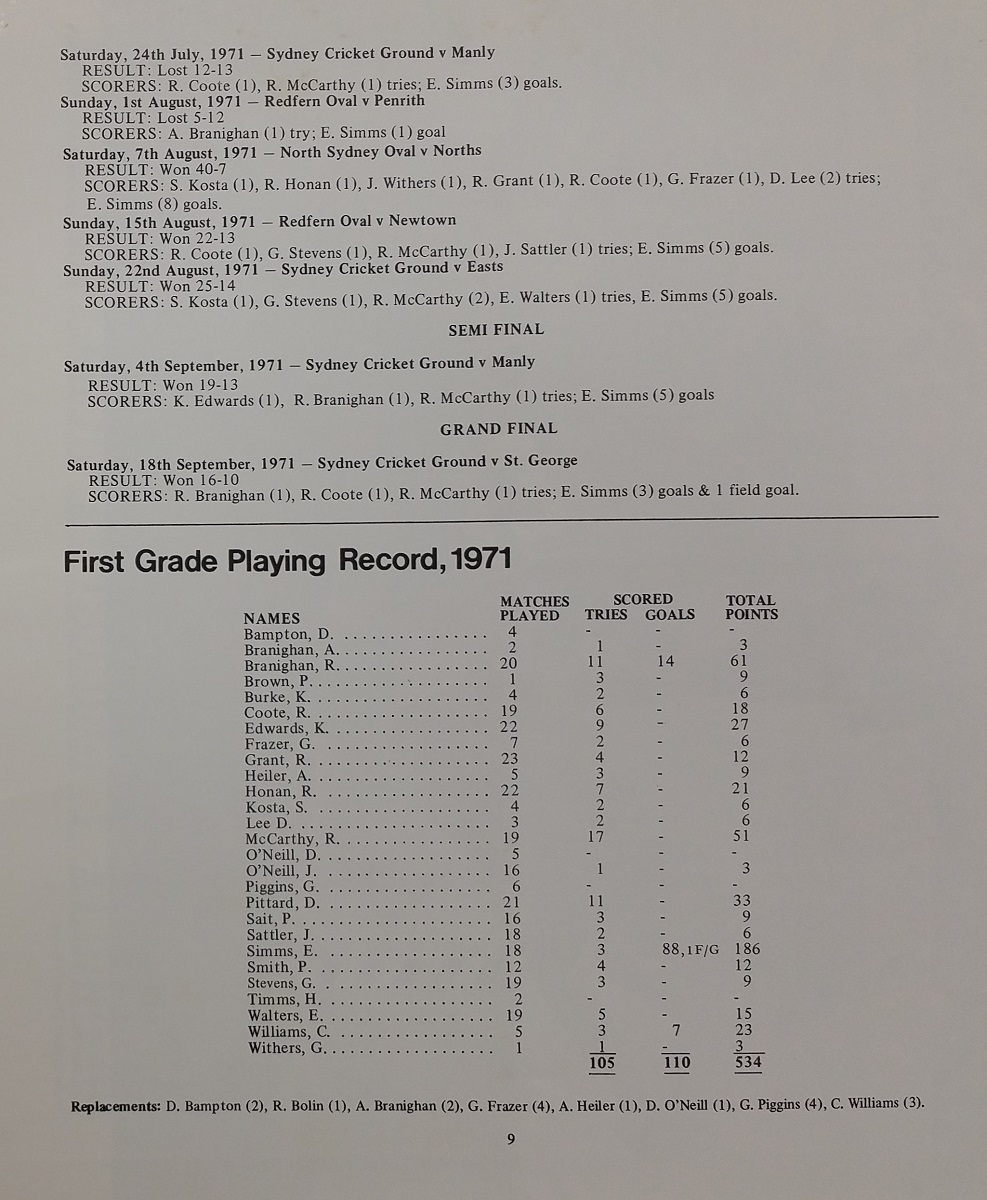 Saturday, 24th July, 1971 — Sydney Cricket Ground v Manly
RESULT: Lost 12-13
SCORERS: R. Coote (1), R. McCarthy (1) tries; E. Simms (3) goals.
Sunday, 1st August, 1971 — Redfern Oval v Penrith
RESULT: Lost 5-12
SCORERS: A. Branighan (1) try; E. Simms (1) goal
Saturday, 7th August, 1971 — North Sydney Oval v Norths
RESULT: Won 40-7
SCORERS: S. Kosta (1), R. Honan (1), J. Withers (1), R. Grant (1), R. Coote (1), G. Frazer (1), D. Lee (2) tries;
E. Simms (8) goals.
Sunday, 15th August, 1971 — Redfern Oval v Newtown
RESULT: Won 22-13
SCORERS: R. Coote (1), G. Stevens (1), R. McCarthy (1), J. Sattler (1) tries; E. Simms (5) goals.
Sunday, 22nd August, 1971 — Sydney Cricket Ground v Easts
RESULT: Won 25-14
SCORERS: S. Kosta (1), G. Stevens (1), R. McCarthy (2), E. Walters (1) tries, E. Simms (5) goals.
SEMI FINAL
Saturday, 4th September, 1971 — Sydney Cricket Ground v Manly
RESULT: Won 19-13
SCORERS: K. Edwards (1), R. Branighan (1), R. McCarthy (1) tries; E. Simms (5) goals
GRAND FINAL
Saturday, 18th September, 1971 — Sydney Cricket Ground v St. George
RESULT: Won 16-10
SCORERS: R. Branighan (1), R. Coote (1), R. McCarthy (1) tries; E. Simms (3) goals & 1 field goal.
First Grade Playing Record, 1971
MATCHES SCORED TOTAL
NAMES PLAYED TRIES GOALS POINTS
Bampton, D. . . . . . . . . . . . . . . . . 4 - - -
Branighan, A. . . . . . . . . . . . . . . . . 2 1 - 3
Branighan, R. . . . . . . . . . . . . . . . . 20 11 14 61
Brown, P. . . . . . . . . . . . . . . . . . . . 1 3 - 9
Burke, K. . . . . . . . . . . . . . . . . . . 4 2 - 6
Coote, R. . . . . . . . . . . . . . . . . . . 19 6 - 18
Edwards, K. . . . . . . . . . . . . . . . . . 22 9 - 27
Frazer, G. . . . . . . . . . . . . . . . . . . 7 2 - 6
Grant, R. . . . . . . . . . . . . . . . . . . . 23 4 - 12
Heiler, A. . . . . . . . . . . . . . . . . . . . 5 3 - 9
Honan, R. . . . . . . . . . . . . . . . . . . 22 7 - 21
Kosta, S. . . . . . . . . . . . . . . . . . . . 4 2 - 6
Lee D. . . . . . . . . . . . . . . . . . . . . 3 2 - 6
McCarthy, R. . . . . . . . . . . . . . . . . . 19 17 - 51
O'Neill, D. . . . . . . . . . . . . . . . . . . 5 - - -
O'Neill, J. . . . . . . . . . . . . . . . . . . 16 1 - 3
Piggins, G. . . . . . . . . . . . . . . . . . . 6 - - -
Pittard, D. . . . . . . . . . . . . . . . . . . 21 11 - 33
Sait, P. . . . . . . . . . . . . . . . . . . . . 16 3 - 9
Sattler, J. . . . . . . . . . . . . . . . . . . . 18 2 - 6
Simms, E. . . . . . . . . . . . . . . . . . . 18 3 88,1F/G 186
Smith, P. . . . . . . . . . . . . . . . . . . . 12 4 - 12
Stevens, G. . . . . . . . . . . . . . . . . . . 19 3 - 9
Timms, H. . . . . . . . . . . . . . . . . . . 2 - - -
Walters, E. . . . . . . . . . . . . . . . . . . 19 5 - 15
Williams, C. . . . . . . . . . . . . . . . . . 5 3 7 23
Withers, G. . . . . . . . . . . . . . . . . . . 1 1 - 3
105 110 534
Replacements: D. Bampton (2), R. Bolin (1), A. Branighan (2), G. Frazer (4), A. Heiler (1), D. O'Neill (1), G. Piggins (4), C. Williams (3).
9